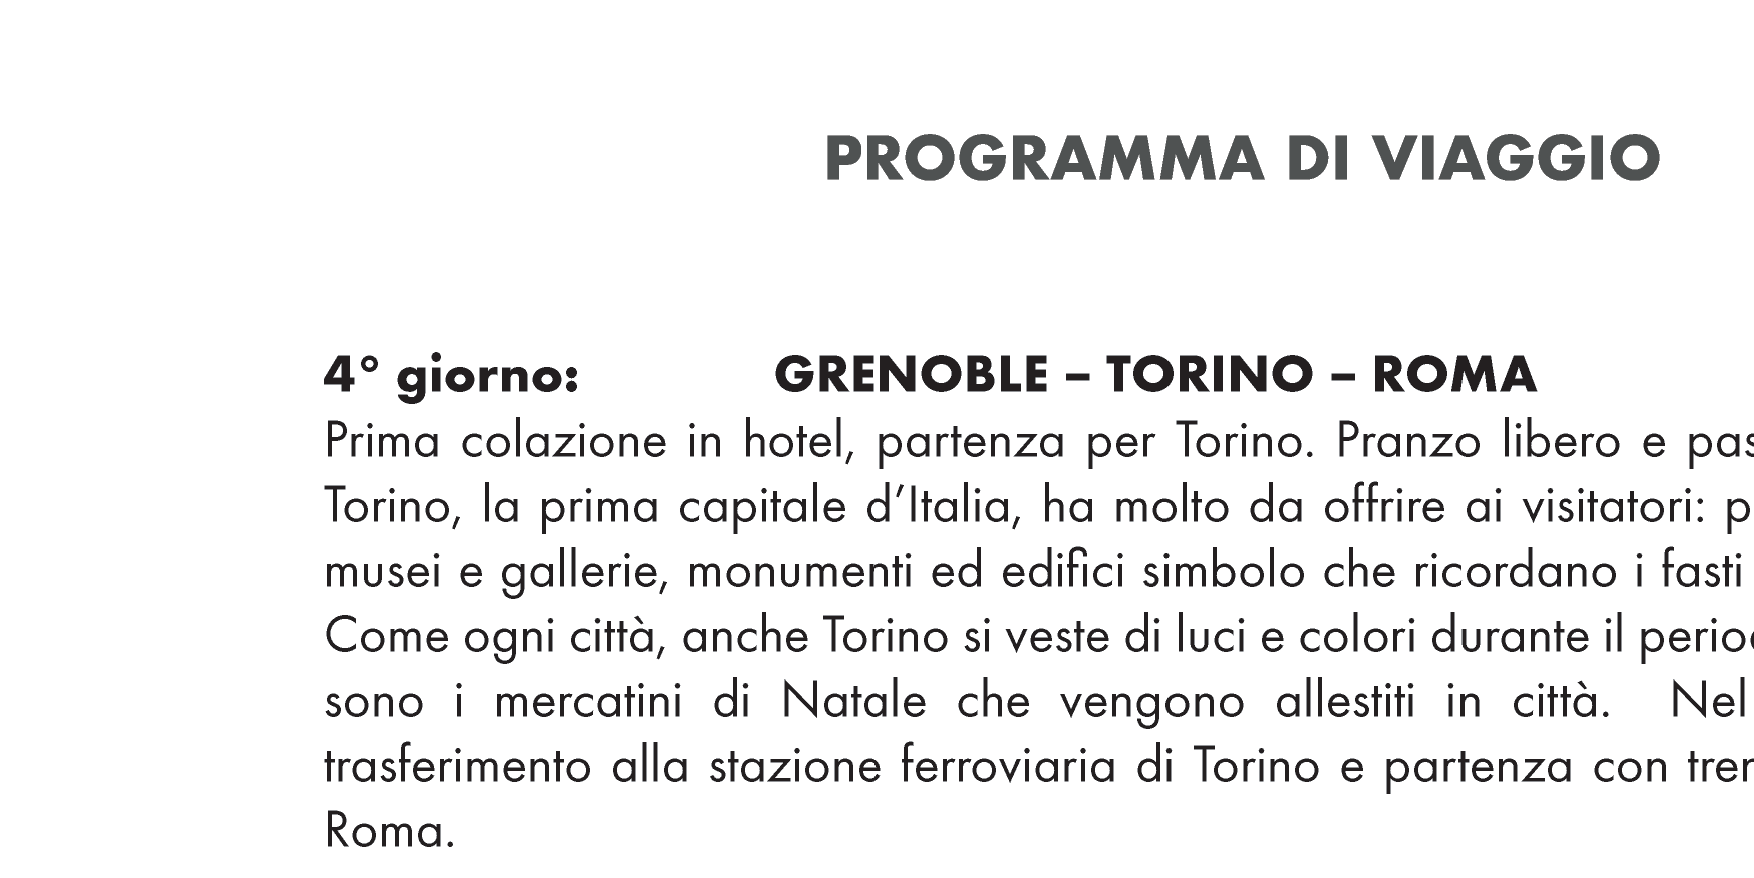 PROGRAMMA DI VIAGGIO
4° giorno: GRENOBLE – TORINO – ROMA
Prima colazione in hotel, partenza per Torino. Pranzo libero e
Torino, la prima capitale d’Italia, ha molto da offrire ai visitatori:
musei e gallerie, monumenti ed edifici simbolo che ricordano i fasti
Come ogni città, anche Torino si veste di luci e colori durante il
sono i mercatini di Natale che vengono allestiti in città. Nel
trasferimento alla stazione ferroviaria di Torino e partenza con
Roma.